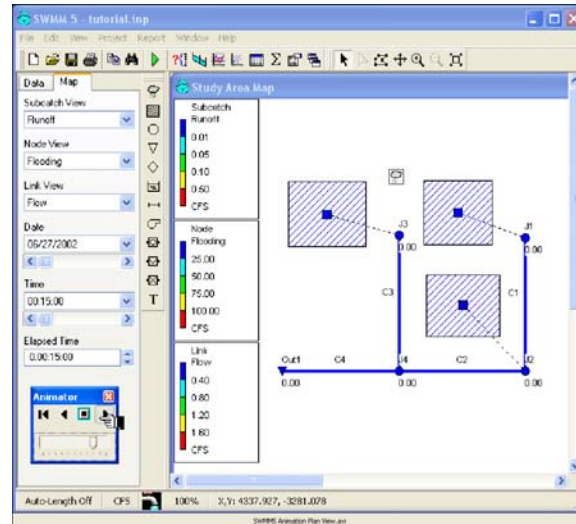 SWMM 5 - tutorial.inp
File Edit View Project Report Window Help
Data Map
Subcatch View
Runoff
Node View
Flooding
Link View
Flow
Date
06/27/2002
Time
00:15:00
Elapsed Time
0.00:15:00
Animator
T
Study Area Map
Subcatch
Runoff
0.01
0.05
0.10
0.50
CFS
Node
Flooding
25.00
50.00
75.00
100.00
CFS
Link
Flow
0.40
0.80
1.20
1.60
CFS
J3
0.00
J1
0.00
C3
C1
Out1 C4 J4 C2 J2
0.00 0.00 0.00
Auto-Length Off CFS 100% X,Y: 4337.927, -3281.078
SWMM5 Animation Plan View.avi